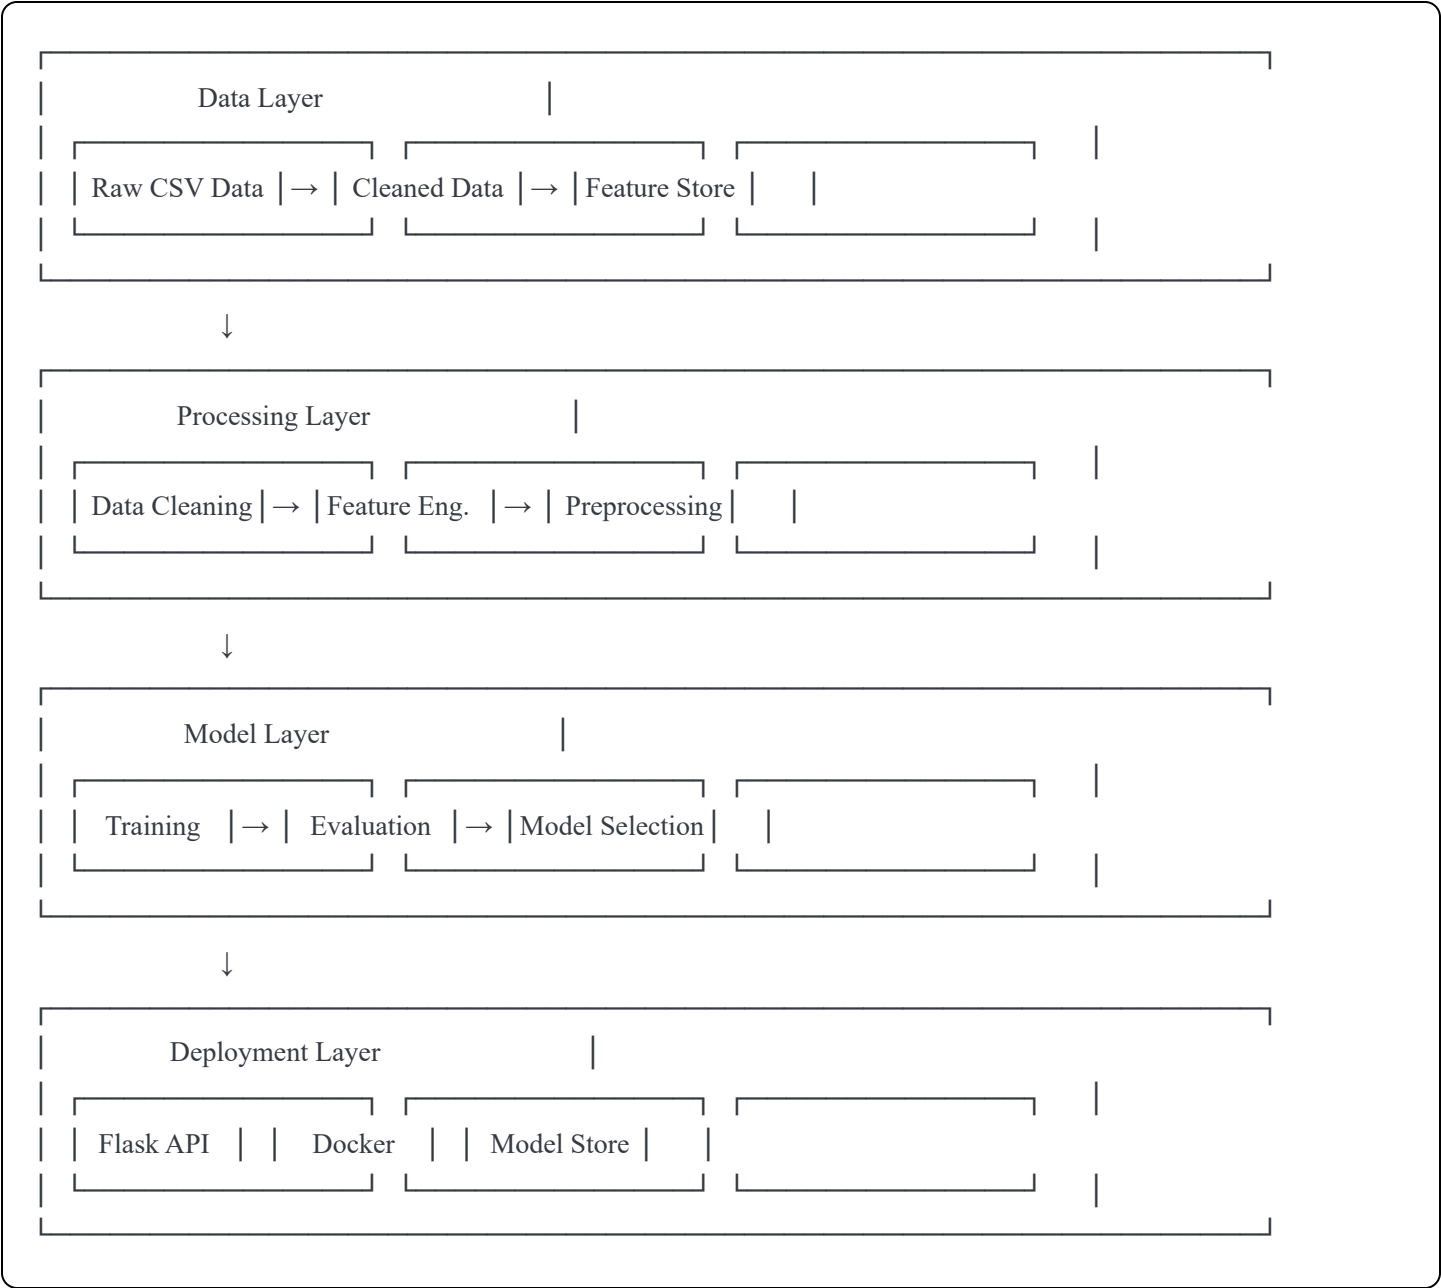 Data Layer
Raw CSV Data → Cleaned Data → Feature Store
↓
Processing Layer
Data Cleaning → Feature Eng. → Preprocessing
↓
Model Layer
Training → Evaluation → Model Selection
↓
Deployment Layer
Flask API Docker Model Store